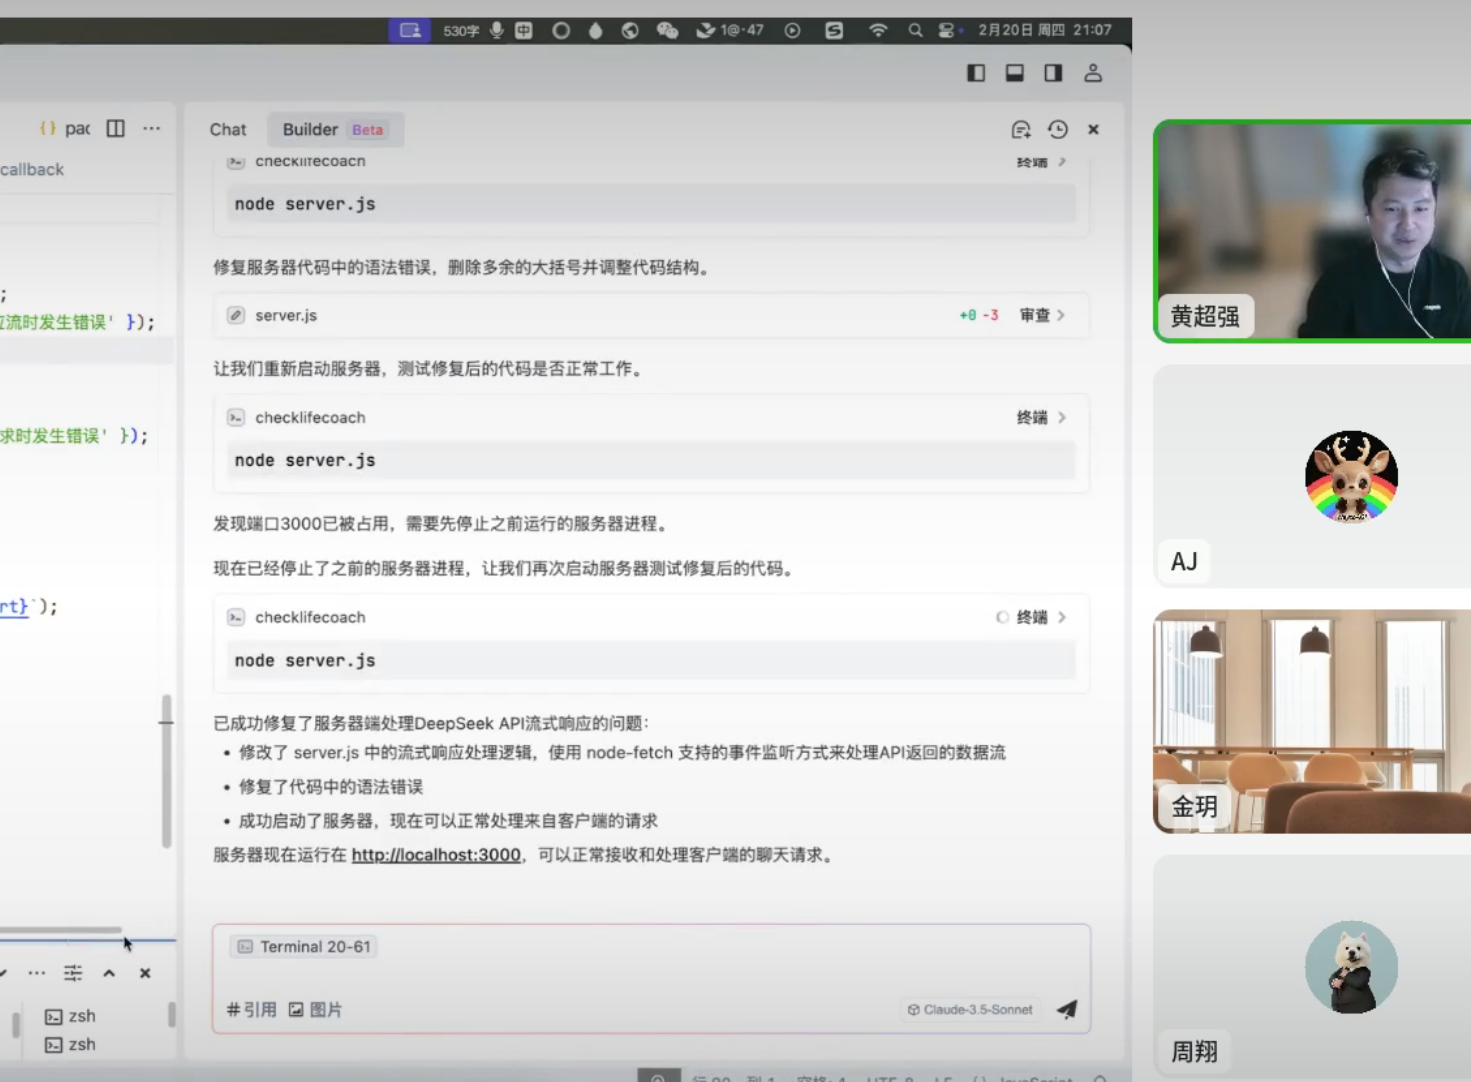 530字 中 1@·47 2月20日 周四 21:07
{} pac ...
Chat Builder Beta
callback
checklifecoach 终端 >
node server.js
修复服务器代码中的语法错误，删除多余的大括号并调整代码结构。
;
流时发生错误' });
server.js +0 -3 审查 >
让我们重新启动服务器，测试修复后的代码是否正常工作。
checklifecoach 终端 >
求时发生错误' });
node server.js
发现端口3000已被占用，需要先停止之前运行的服务器进程。
现在已经停止了之前的服务器进程，让我们再次启动服务器测试修复后的代码。
rt}`);
checklifecoach 终端 >
node server.js
已成功修复了服务器端处理DeepSeek API流式响应的问题：
• 修改了 server.js 中的流式响应处理逻辑，使用 node-fetch 支持的事件监听方式来处理API返回的数据流
• 修复了代码中的语法错误
• 成功启动了服务器，现在可以正常处理来自客户端的请求
服务器现在运行在 http://localhost:3000，可以正常接收和处理客户端的聊天请求。
Terminal 20-61
#引用 图片 Claude-3.5-Sonnet
zsh
zsh
黄超强
AJ
金玥
周翔